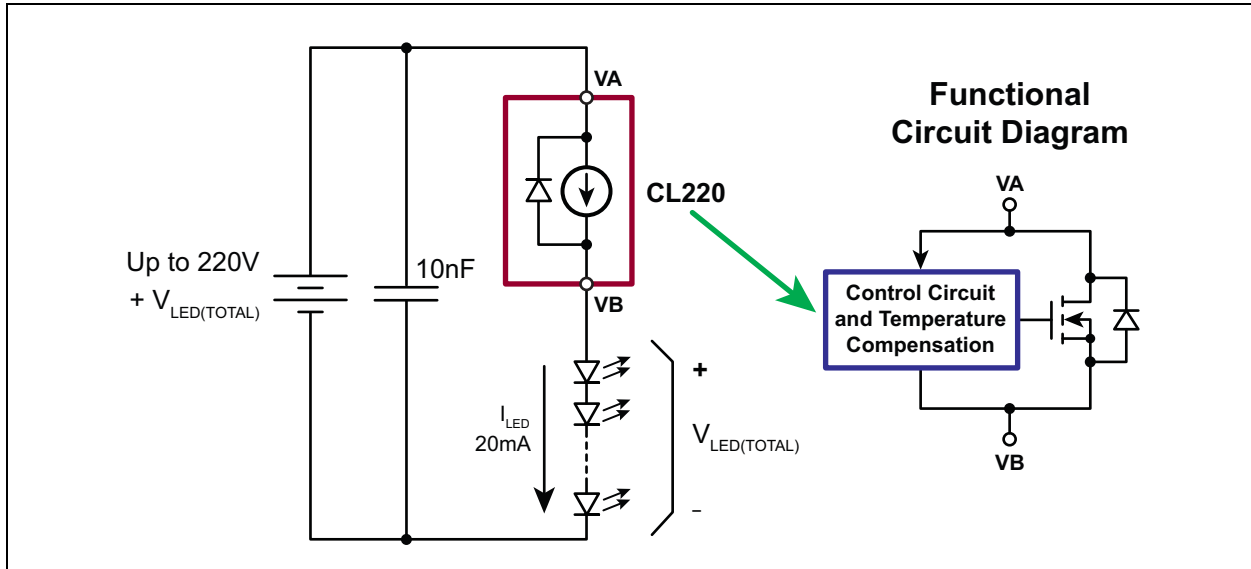 VA
CL220
VB
Up to 220V
+ VLED(TOTAL)
10nF
ILED
20mA
+
VLED(TOTAL)
–
Functional
Circuit Diagram
VA
Control Circuit
and Temperature
Compensation
VB